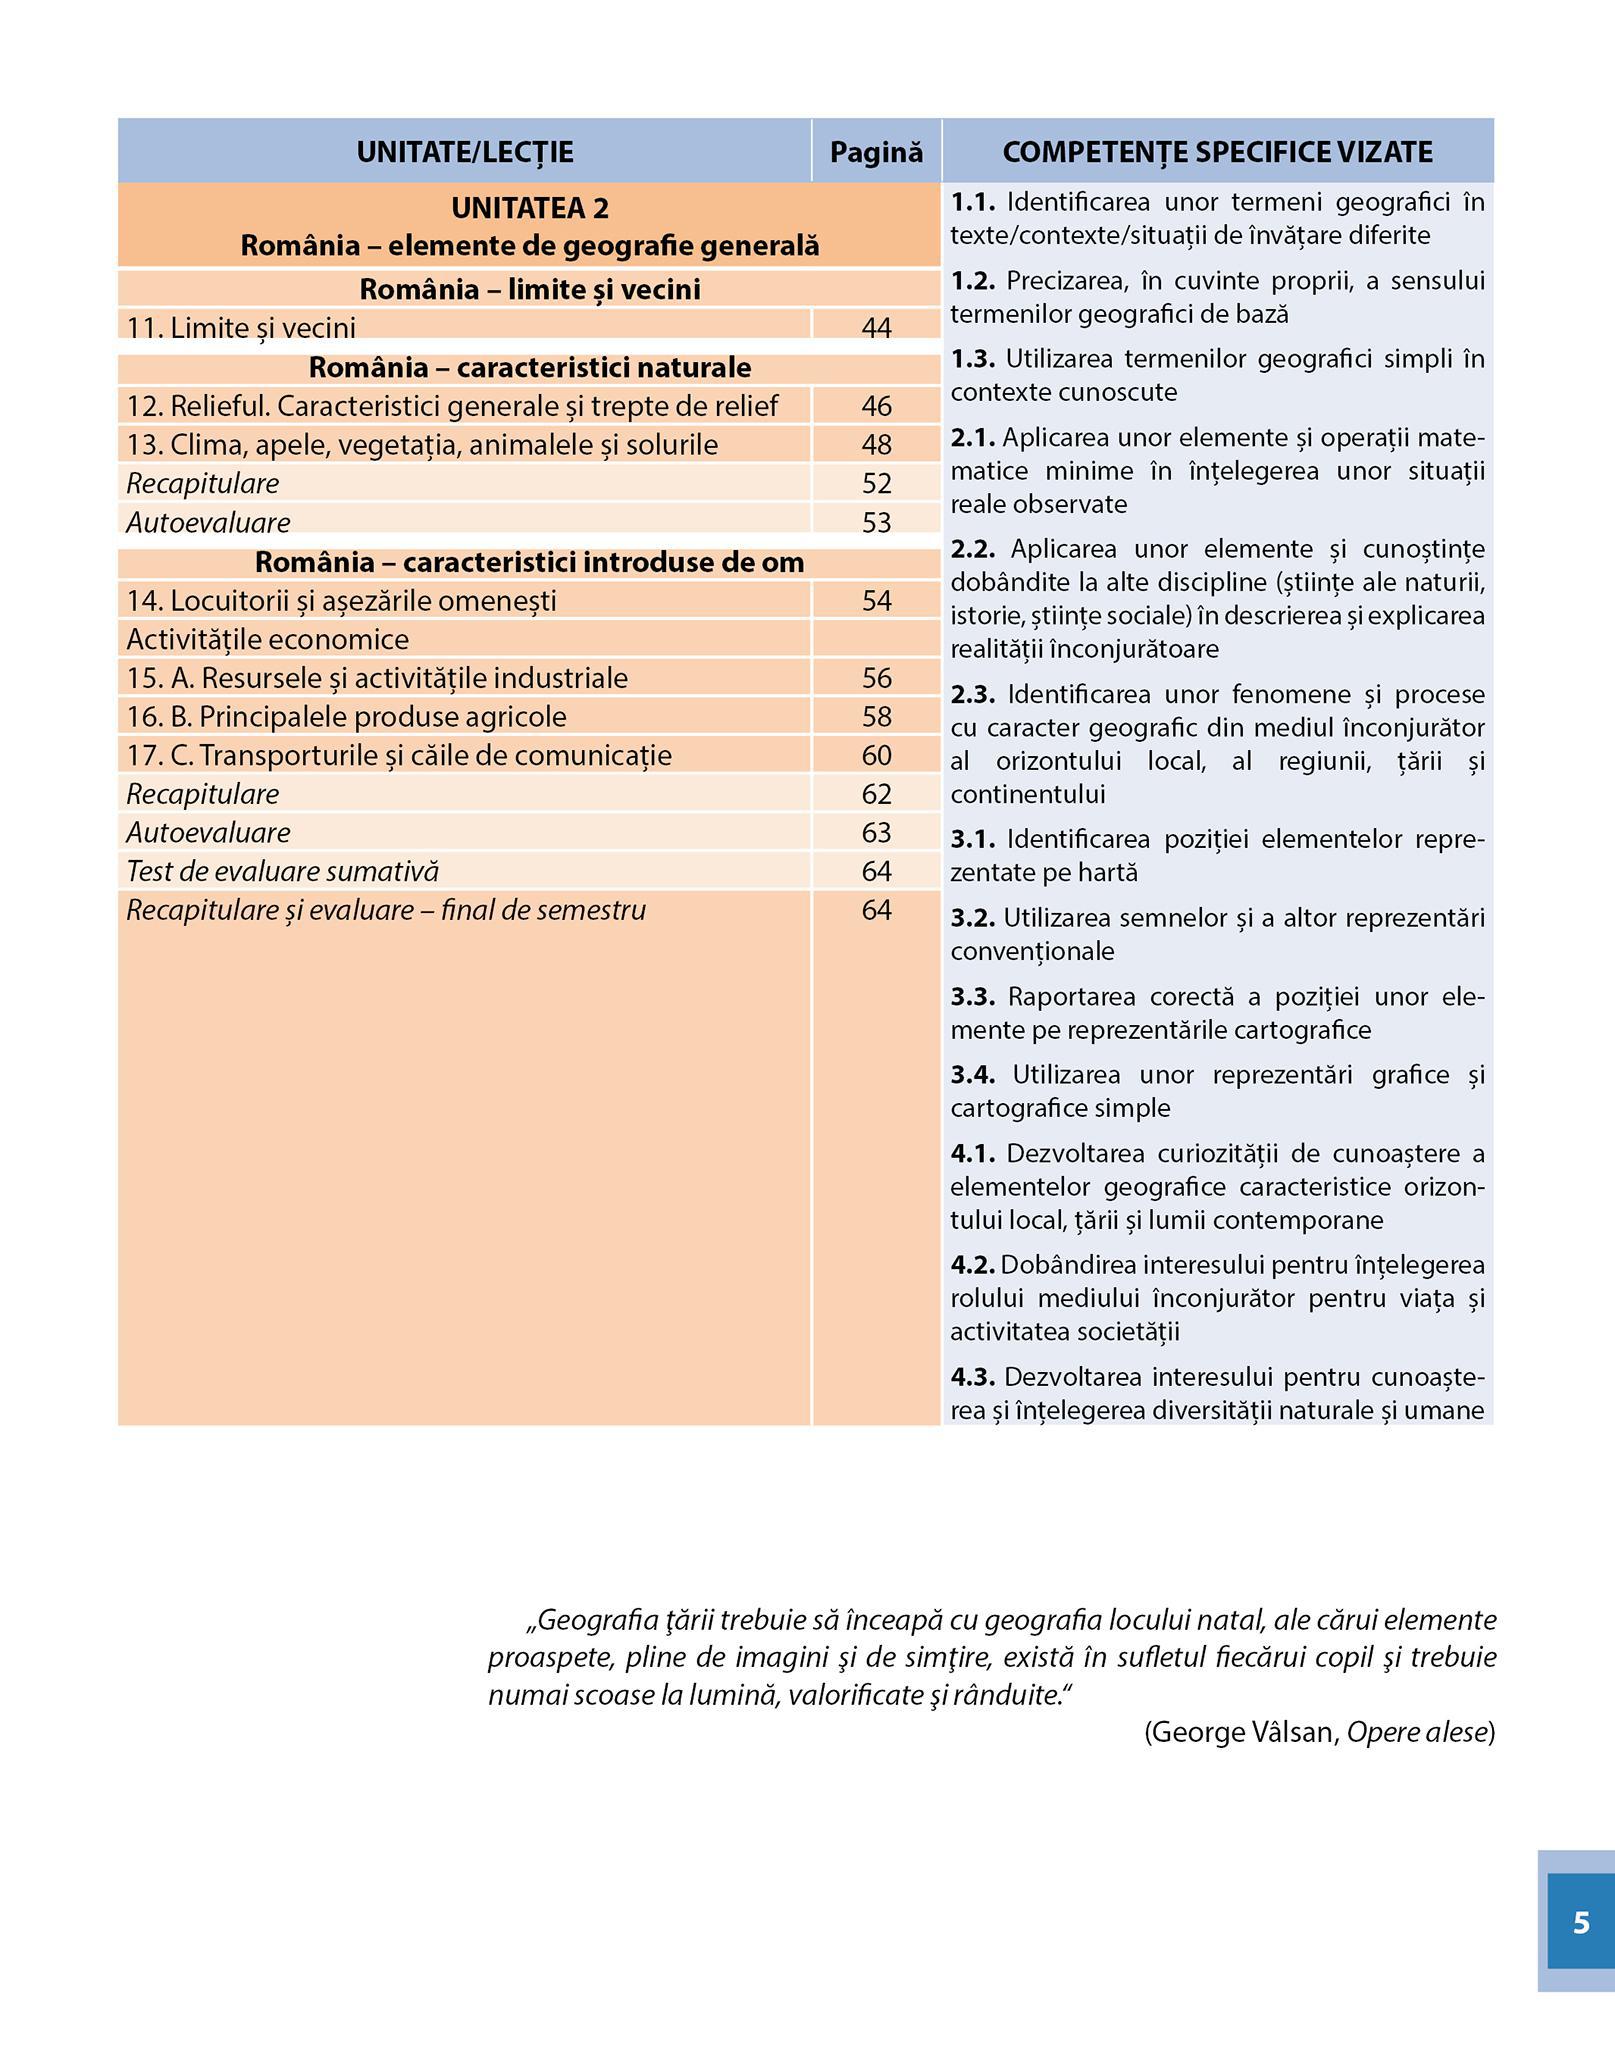 UNITATE/LECȚIE Pagină COMPETENȚE SPECIFICE VIZATE
UNITATEA 2
România – elemente de geografie generală
România – limite și vecini
11. Limite și vecini 44
România – caracteristici naturale
12. Relieful. Caracteristici generale și trepte de relief 46
13. Clima, apele, vegetația, animalele și solurile 48
Recapitulare 52
Autoevaluare 53
România – caracteristici introduse de om
14. Locuitorii și așezările omenești 54
Activitățile economice
15. A. Resursele și activitățile industriale 56
16. B. Principalele produse agricole 58
17. C. Transporturile și căile de comunicație 60
Recapitulare 62
Autoevaluare 63
Test de evaluare sumativă 64
Recapitulare și evaluare – final de semestru 64
1.1. Identificarea unor termeni geografici în
texte/contexte/situații de învățare diferite
1.2. Precizarea, în cuvinte proprii, a sensului
termenilor geografici de bază
1.3. Utilizarea termenilor geografici simpli în
contexte cunoscute
2.1. Aplicarea unor elemente și operații mate-
matice minime în înțelegerea unor situații
reale observate
2.2. Aplicarea unor elemente și cunoștințe
dobândite la alte discipline (științe ale naturii,
istorie, științe sociale) în descrierea și explicarea
realității înconjurătoare
2.3. Identificarea unor fenomene și procese
cu caracter geografic din mediul înconjurător
al orizontului local, al regiunii, țării și
continentului
3.1. Identificarea poziției elementelor repre-
zentate pe hartă
3.2. Utilizarea semnelor și a altor reprezentări
convenționale
3.3. Raportarea corectă a poziției unor ele-
mente pe reprezentările cartografice
3.4. Utilizarea unor reprezentări grafice și
cartografice simple
4.1. Dezvoltarea curiozității de cunoaștere a
elementelor geografice caracteristice orizon-
tului local, țării și lumii contemporane
4.2. Dobândirea interesului pentru înțelegerea
rolului mediului înconjurător pentru viața și
activitatea societății
4.3. Dezvoltarea interesului pentru cunoaște-
rea și înțelegerea diversității naturale și umane
„Geografia ţării trebuie să înceapă cu geografia locului natal, ale cărui elemente
proaspete, pline de imagini şi de simţire, există în sufletul fiecărui copil şi trebuie
numai scoase la lumină, valorificate şi rânduite.“
(George Vâlsan, Opere alese)
5